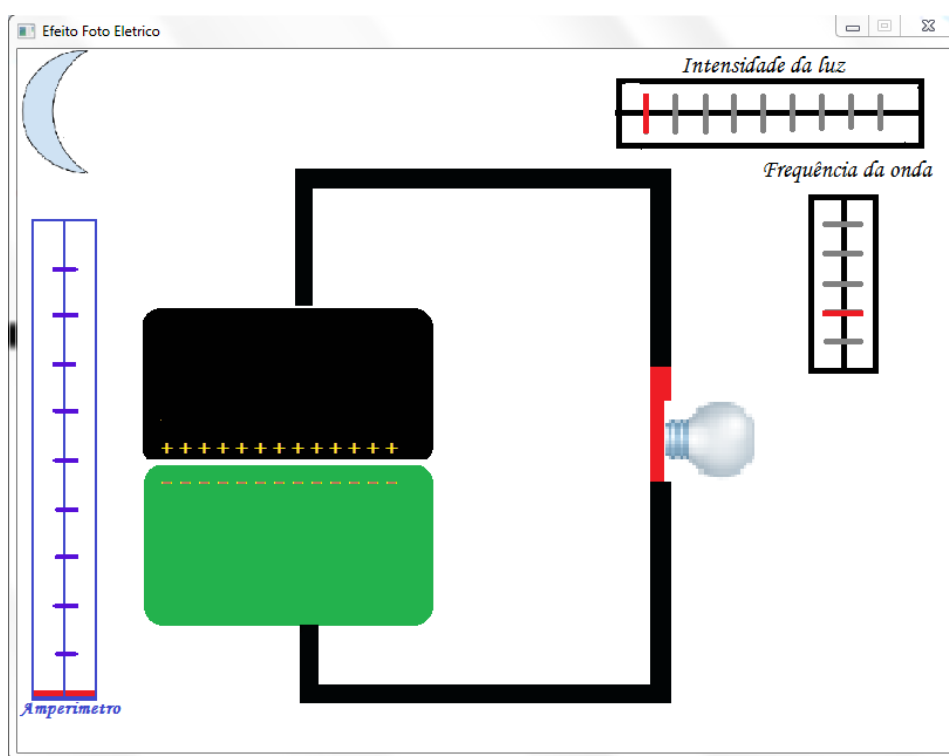 Efeito Foto Eletrico
Intensidade da luz
Frequência da onda
+ + + + + + + + + + + + +
- - - - - - - - - - - - -
Amperimetro